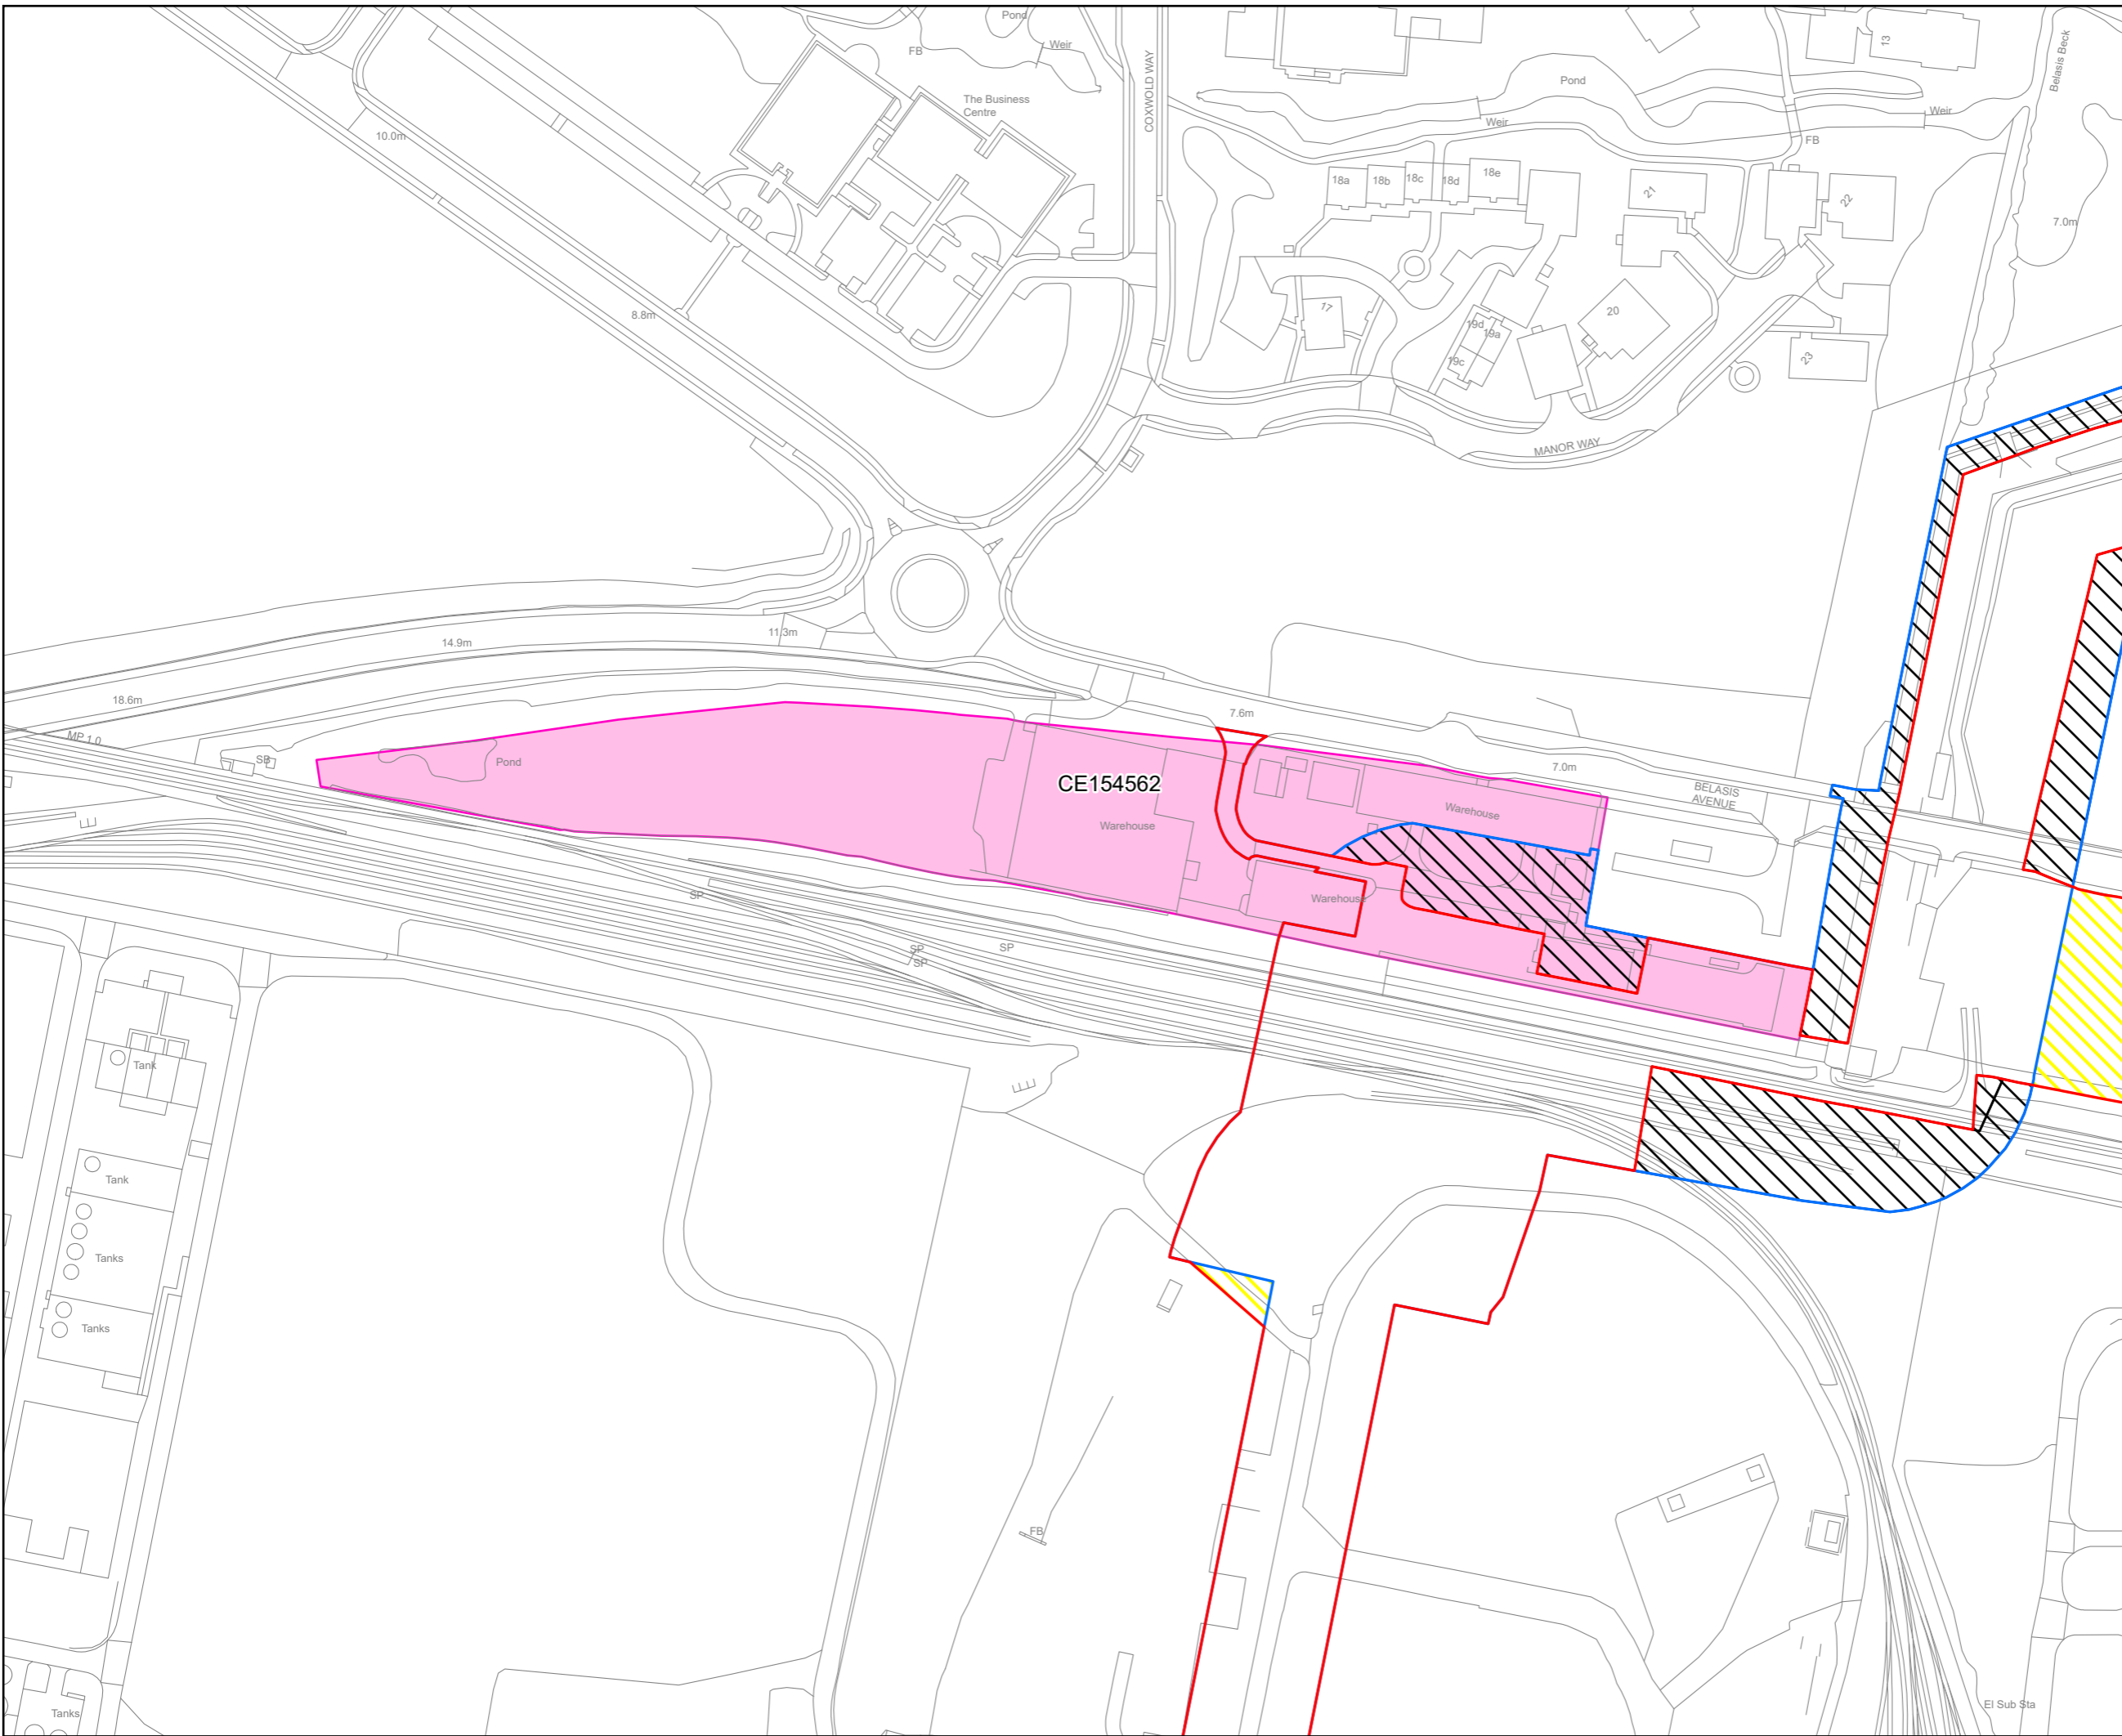 Pond
FB
Weir
COXWOLD WAY
The Business
Centre
10.0m
13
Belasis Beck
Pond
Weir
Weir
FB
18a
18b
18c
18d
18e
21
22
7.0m
8.8m
17
19d
19a
19c
20
23
MANOR WAY
14.9m
11.3m
18.6m
MP 1.0
SB
Pond
7.6m
7.0m
CE154562
Warehouse
Warehouse
BELASIS
AVENUE
Warehouse
SP
SP
SP
SP
Tank
Tank
Tanks
Tanks
FB
El Sub Sta
Tanks